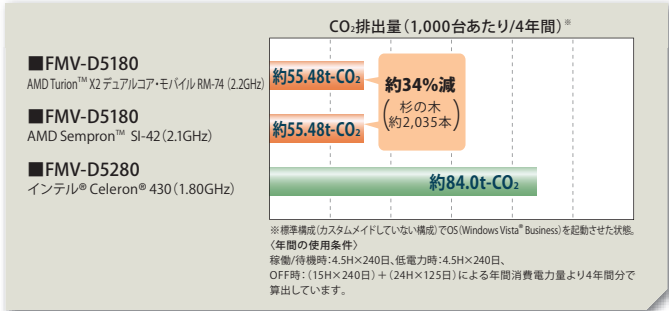 CO₂排出量(1,000台あたり/4年間)※
■FMV-D5180
AMD Turion™ X2 デュアルコア・モバイル RM-74 (2.2GHz)
約55.48t-CO₂
約34%減
(杉の木
約2,035本)
■FMV-D5180
AMD Sempron™ SI-42(2.1GHz)
約55.48t-CO₂
■FMV-D5280
インテル® Celeron® 430(1.80GHz)
約84.0t-CO₂
※標準構成(カスタムメイドしていない構成)でOS(Windows Vista® Business)を起動させた状態。
〈年間の使用条件〉
稼働/待機時:4.5H×240日、低電力時:4.5H×240日、
OFF時:(15H×240日)+(24H×125日)による年間消費電力量より4年間分で
算出しています。